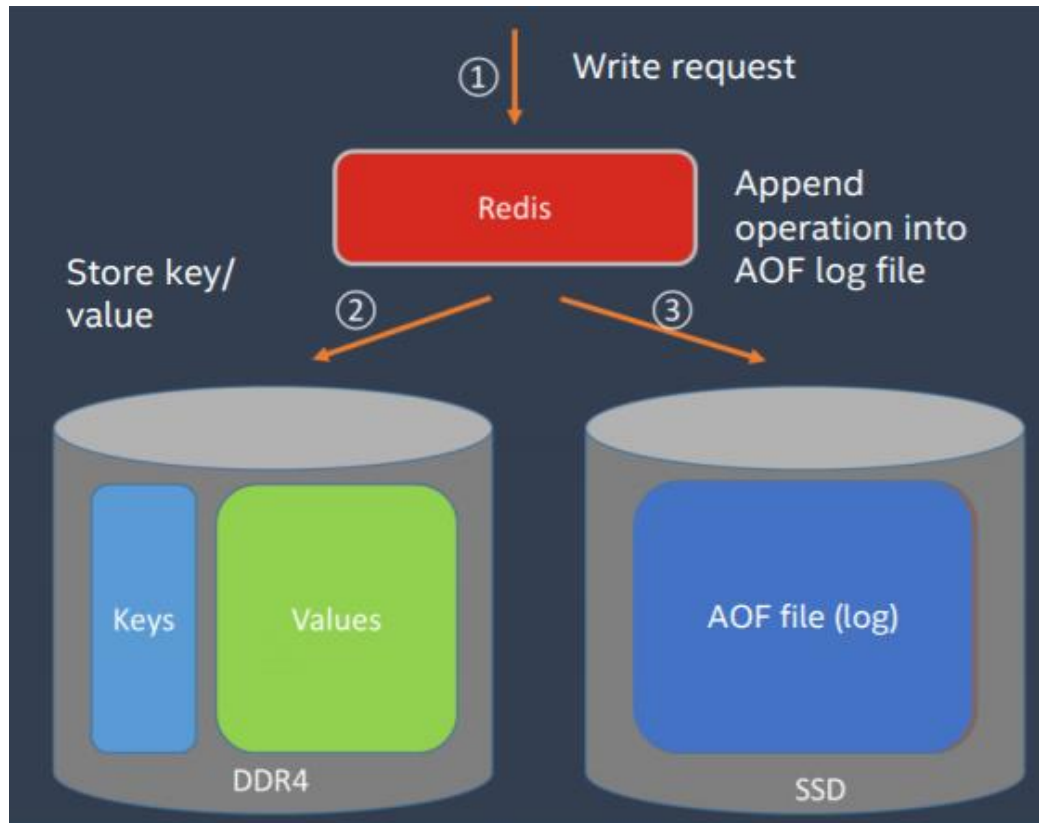 ① Write request
Redis
Append
operation into
AOF log file
Store key/
value
②
③
Keys
Values
AOF file (log)
DDR4
SSD